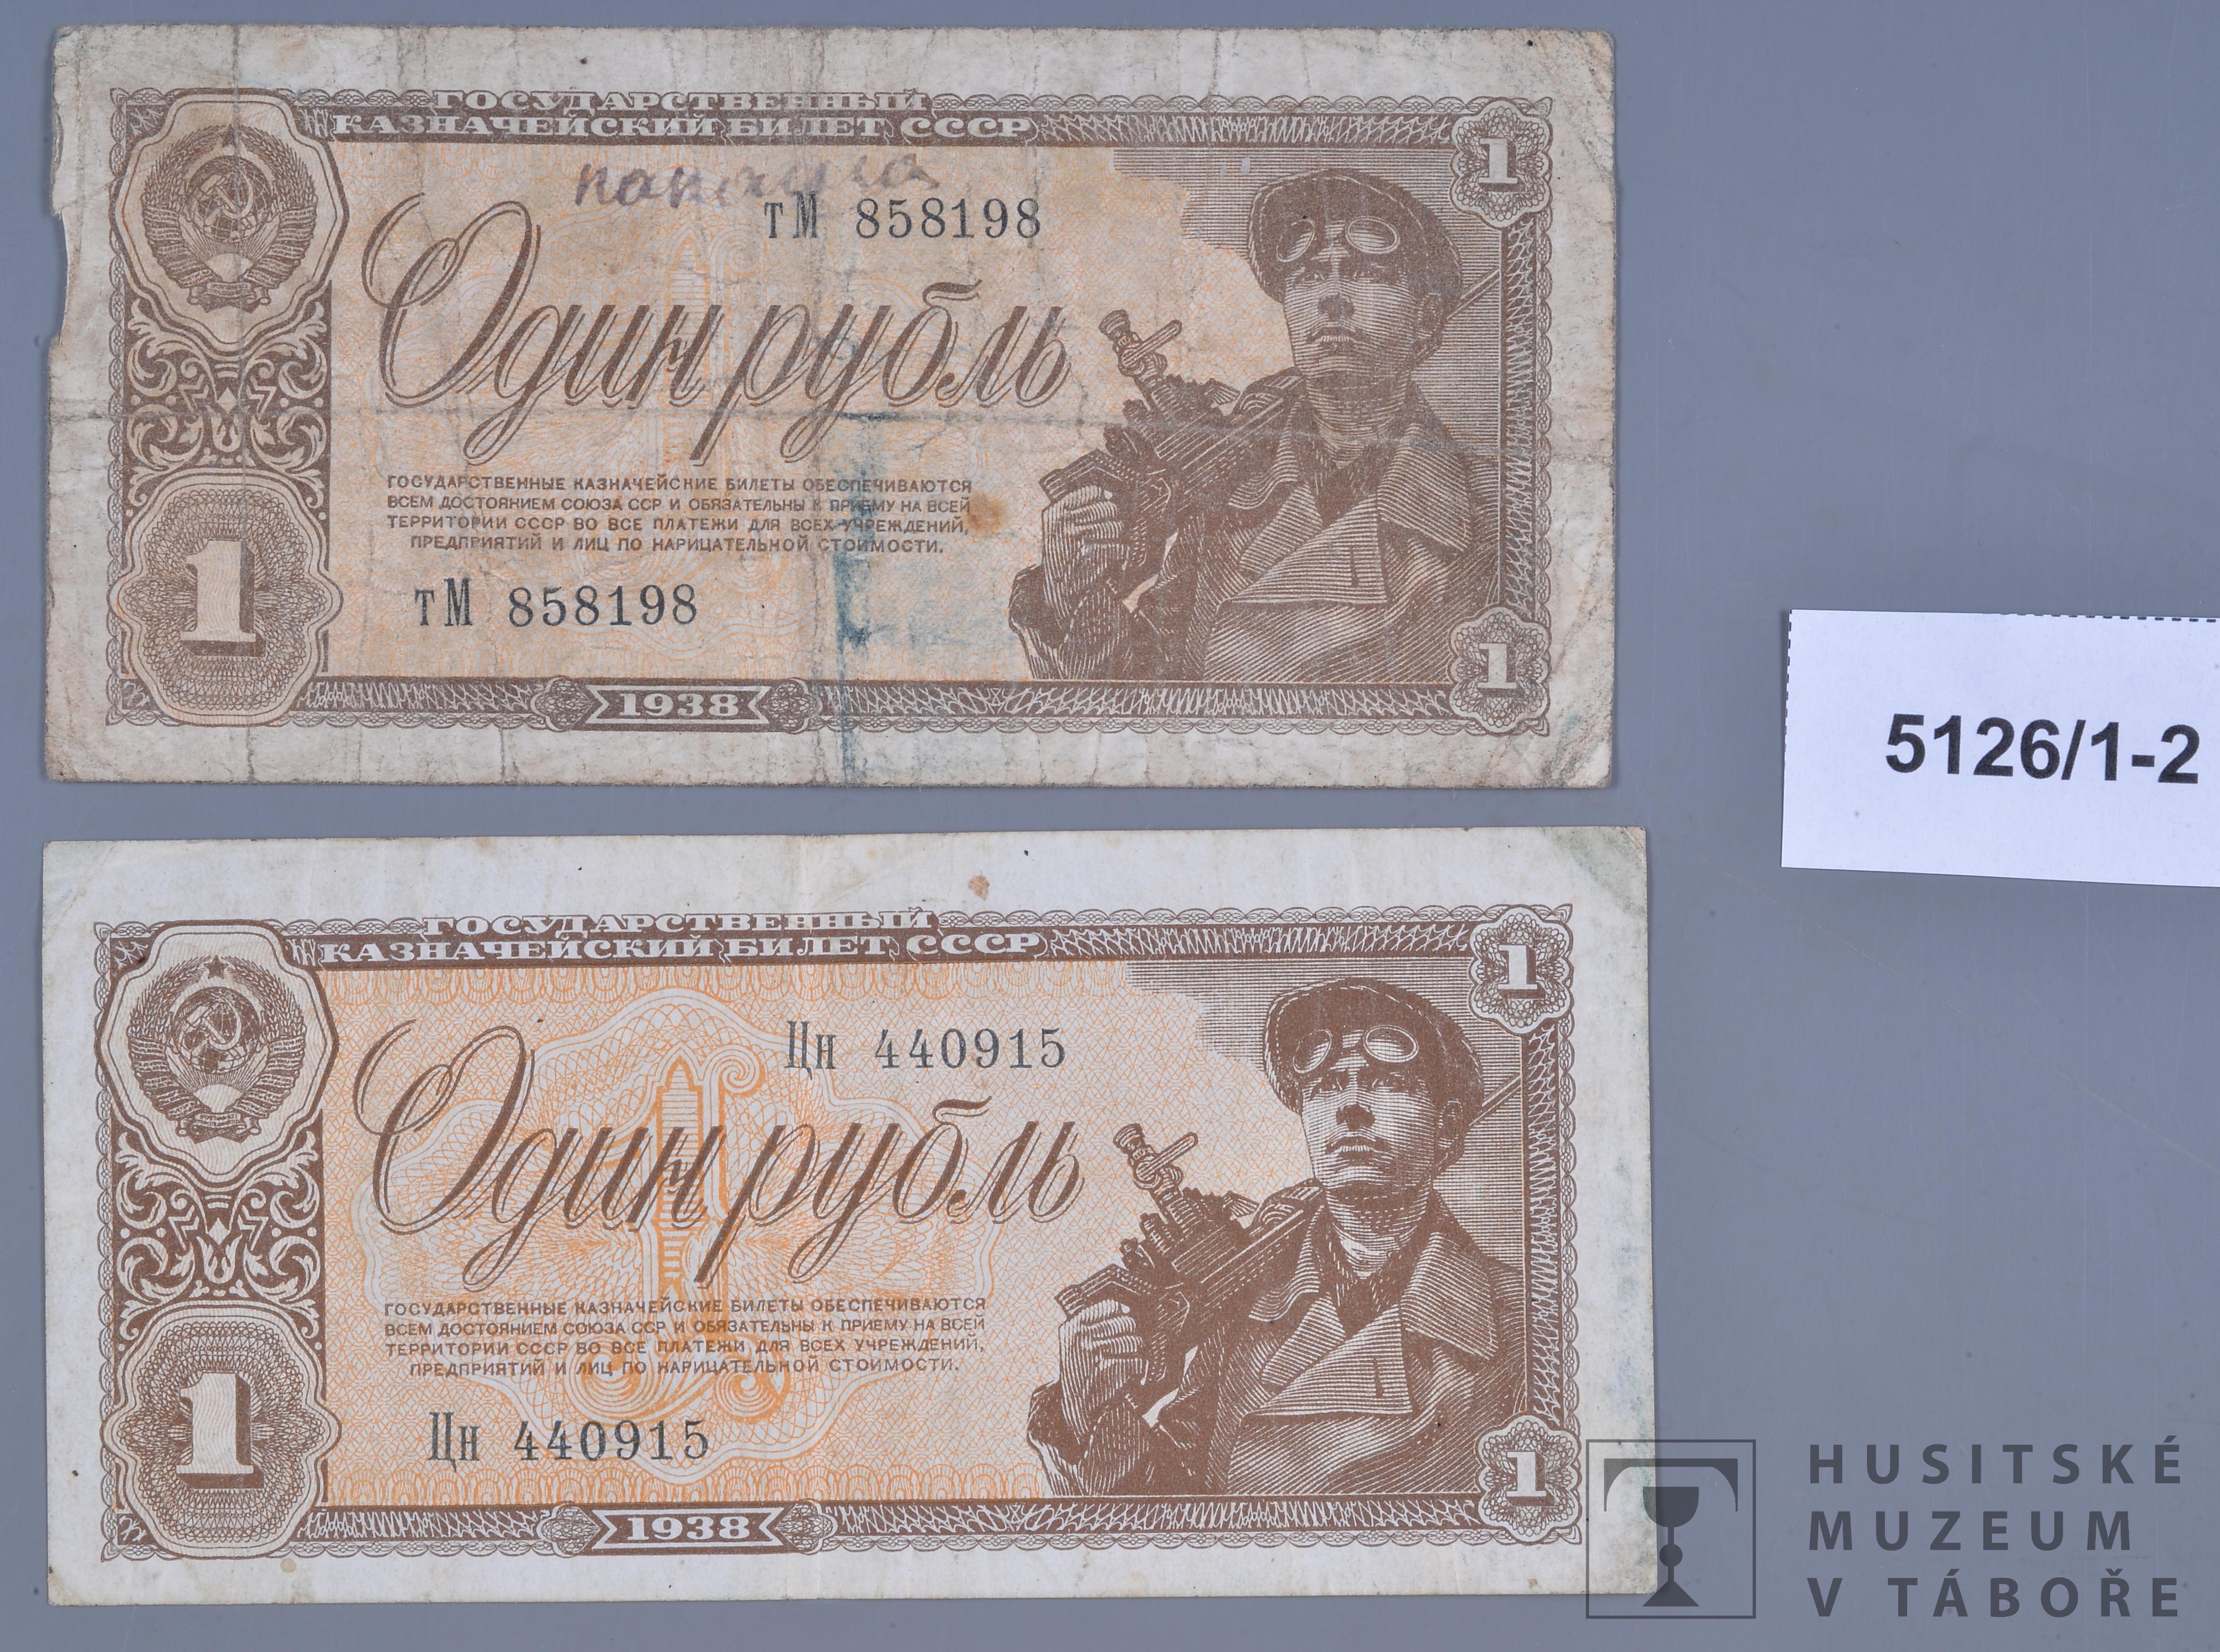 ГОСУДАРСТВЕННЫЙ
КАЗНАЧЕЙСКИЙ БИЛЕТ СССР
1
тМ 858198
Один рубль
ГОСУДАРСТВЕННЫЕ КАЗНАЧЕЙСКИЕ БИЛЕТЫ ОБЕСПЕЧИВАЮТСЯ
ВСЕМ ДОСТОЯНИЕМ СОЮЗА ССР И ОБЯЗАТЕЛЬНЫ К ПРИЕМУ НА ВСЕЙ
ТЕРРИТОРИИ СССР ВО ВСЕ ПЛАТЕЖИ ДЛЯ ВСЕХ УЧРЕЖДЕНИЙ,
ПРЕДПРИЯТИЙ И ЛИЦ ПО НАРИЦАТЕЛЬНОЙ СТОИМОСТИ.
1
тМ 858198
1
1938
5126/1-2
ГОСУДАРСТВЕННЫЙ
КАЗНАЧЕЙСКИЙ БИЛЕТ СССР
1
Цн 440915
Один рубль
ГОСУДАРСТВЕННЫЕ КАЗНАЧЕЙСКИЕ БИЛЕТЫ ОБЕСПЕЧИВАЮТСЯ
ВСЕМ ДОСТОЯНИЕМ СОЮЗА ССР И ОБЯЗАТЕЛЬНЫ К ПРИЕМУ НА ВСЕЙ
ТЕРРИТОРИИ СССР ВО ВСЕ ПЛАТЕЖИ ДЛЯ ВСЕХ УЧРЕЖДЕНИЙ,
ПРЕДПРИЯТИЙ И ЛИЦ ПО НАРИЦАТЕЛЬНОЙ СТОИМОСТИ.
1
Цн 440915
1
1938
HUSITSKÉ
MUZEUM
V TÁBOŘE